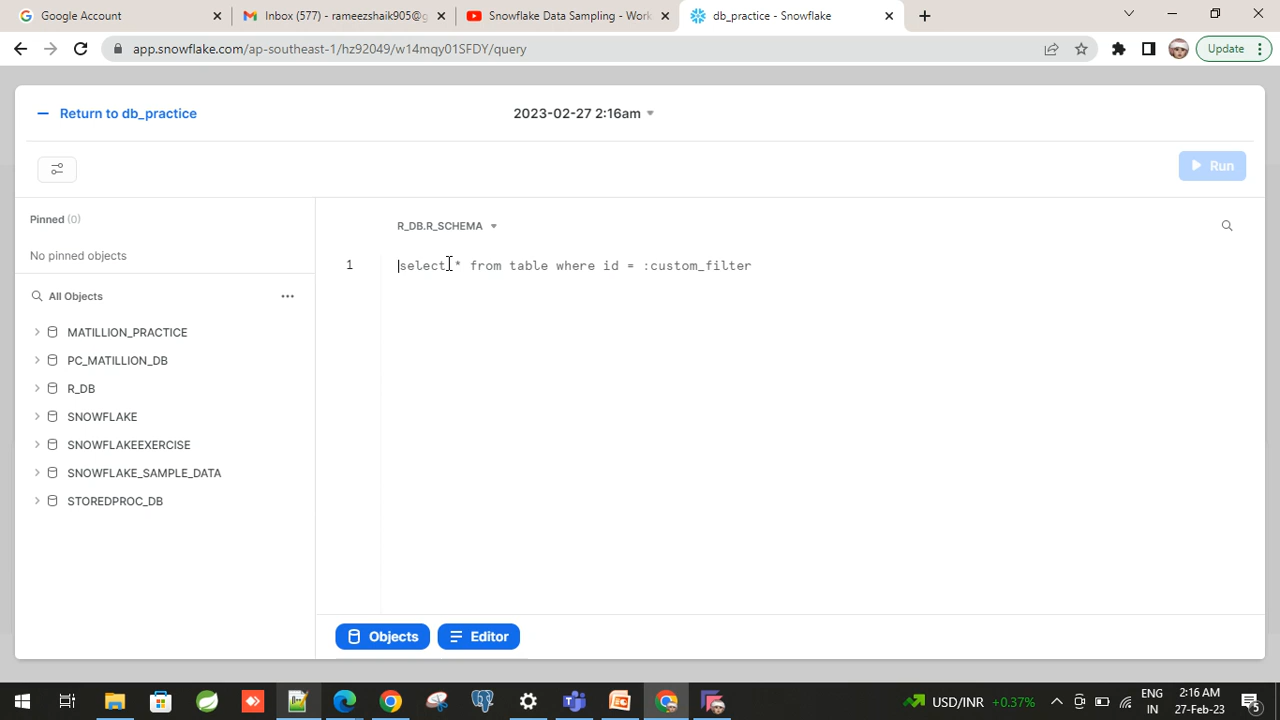 Google Account
Inbox (577) - rameezshaik905@g
Snowflake Data Sampling - Work
db_practice - Snowflake
app.snowflake.com/ap-southeast-1/hz92049/w14mqy01SFDY/query
Update
Return to db_practice
2023-02-27 2:16am
Run
Pinned (0)
No pinned objects
R_DB.R_SCHEMA
1
select * from table where id = :custom_filter
All Objects
MATILLION_PRACTICE
PC_MATILLION_DB
R_DB
SNOWFLAKE
SNOWFLAKEEXERCISE
SNOWFLAKE_SAMPLE_DATA
STOREDPROC_DB
Objects
Editor
USD/INR +0.37%
ENG
IN
2:16 AM
27-Feb-23
5